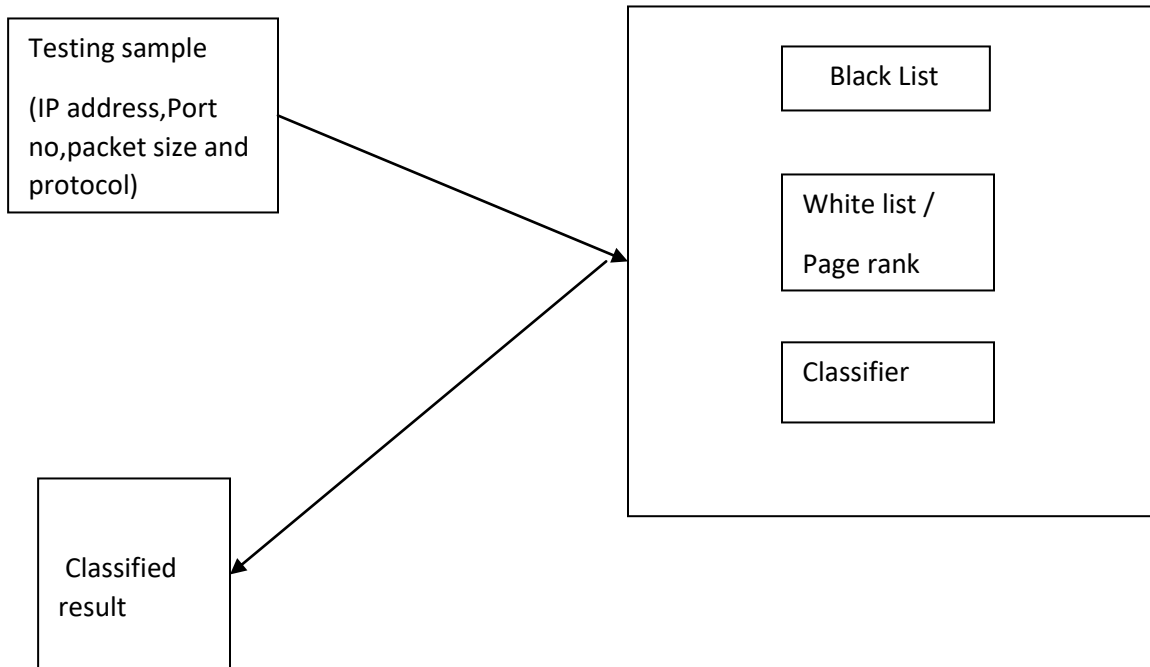 Testing sample
(IP address,Port
no,packet size and
protocol)
Black List
White list /
Page rank
Classifier
Classified
result